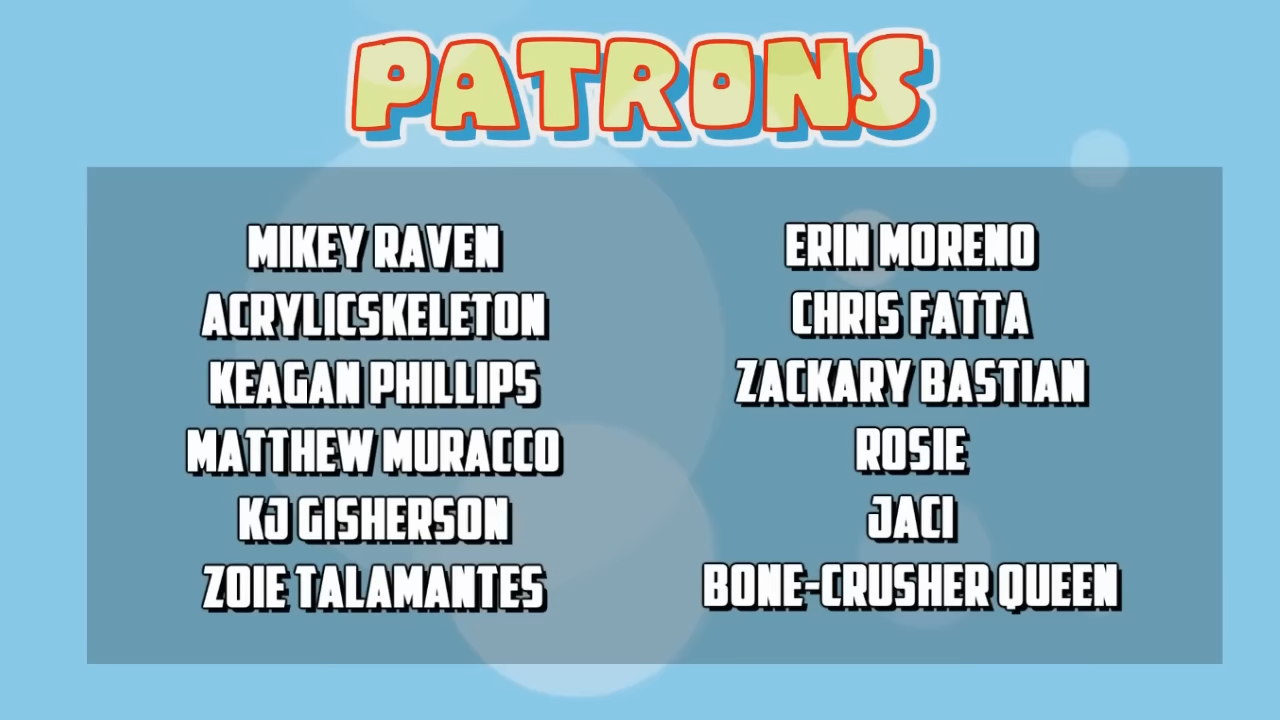 PATRONS
MIKEY RAVEN
ACRYLICSKELETON
KEAGAN PHILLIPS
MATTHEW MURACCO
KJ GISHERSON
ZOIE TALAMANTES
ERIN MORENO
CHRIS FATTA
ZACKARY BASTIAN
ROSIE
JACI
BONE-CRUSHER QUEEN